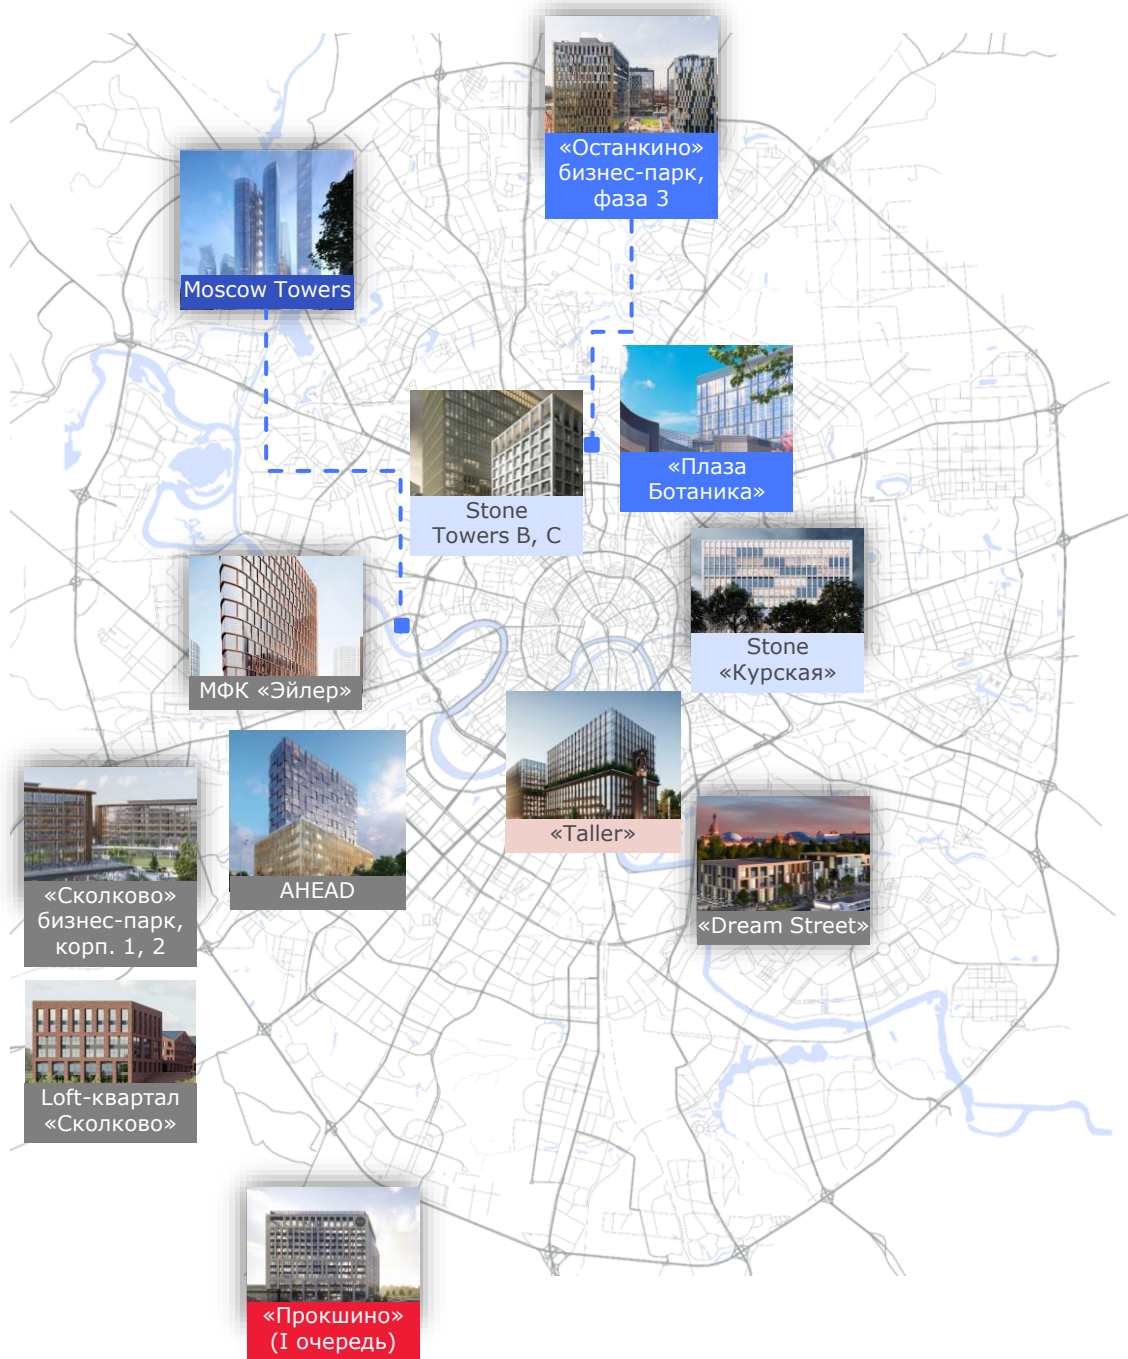 «Останкино»
бизнес-парк,
фаза 3
Moscow Towers
«Плаза
Ботаника»
Stone
Towers B, C
Stone
«Курская»
МФК «Эйлер»
«Taller»
AHEAD
«Сколково»
бизнес-парк,
корп. 1, 2
«Dream Street»
Loft-квартал
«Сколково»
«Прокшино»
(I очередь)